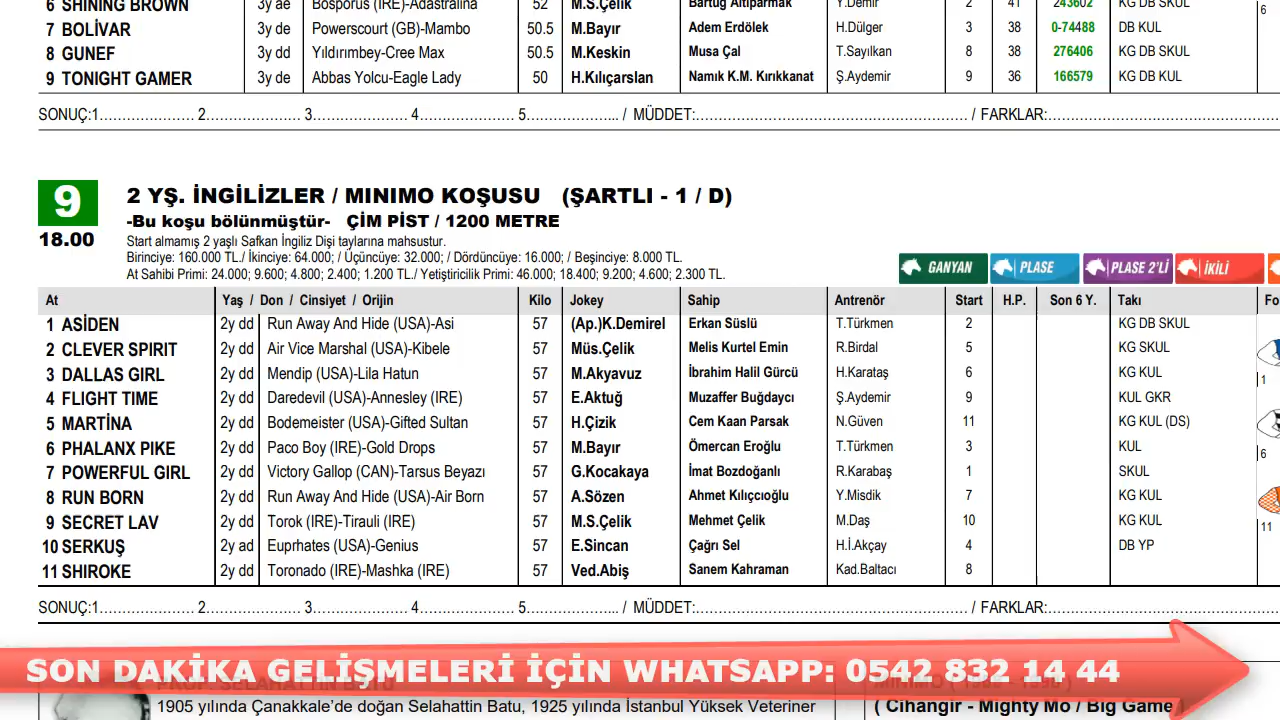 6 SHINING BROWN 3y ae Bosporus (IRE)-Adastralina 52 M.S.Çelik Bartuğ Altıparmak Y.Demir 2 41 243602 KG DB SKUL
7 BOLİVAR 3y de Powerscourt (GB)-Mambo 50.5 M.Bayır Adem Erdölek H.Dülger 3 38 0-74488 DB KUL 6
8 GUNEF 3y dd Yıldırımbey-Cree Max 50.5 M.Keskin Musa Çal T.Sayılkan 8 38 276406 KG DB SKUL
9 TONIGHT GAMER 3y de Abbas Yolcu-Eagle Lady 50 H.Kılıçarslan Namık K.M. Kırıkkanat Ş.Aydemir 9 36 166579 KG DB KUL
SONUÇ:1..................... 2..................... 3..................... 4..................... 5..................... / MÜDDET:............................................................ / FARKLAR:....................................................
9 2 YŞ. İNGİLİZLER / MINIMO KOŞUSU (ŞARTLI - 1 / D)
-Bu koşu bölünmüştür- ÇİM PİST / 1200 METRE
18.00 Start almamış 2 yaşlı Safkan İngiliz Dişi taylarına mahsustur.
Birinciye: 160.000 TL./ İkinciye: 64.000; / Üçüncüye: 32.000; / Dördüncüye: 16.000; / Beşinciye: 8.000 TL.
At Sahibi Primi: 24.000; 9.600; 4.800; 2.400; 1.200 TL./ Yetiştiricilik Primi: 46.000; 18.400; 9.200; 4.600; 2.300 TL.
GANYAN PLASE PLASE 2'Lİ İKİLİ
At Yaş / Don / Cinsiyet / Orijin Kilo Jokey Sahip Antrenör Start H.P. Son 6 Y. Takı Fo
1 ASİDEN 2y dd Run Away And Hide (USA)-Asi 57 (Ap.)K.Demirel Erkan Süslü T.Türkmen 2 KG DB SKUL
2 CLEVER SPIRIT 2y dd Air Vice Marshal (USA)-Kibele 57 Müs.Çelik Melis Kurtel Emin R.Birdal 5 KG SKUL
3 DALLAS GIRL 2y dd Mendip (USA)-Lila Hatun 57 M.Akyavuz İbrahim Halil Gürcü H.Karataş 6 KG KUL 1
4 FLIGHT TIME 2y dd Daredevil (USA)-Annesley (IRE) 57 E.Aktuğ Muzaffer Buğdaycı Ş.Aydemir 9 KUL GKR
5 MARTİNA 2y dd Bodemeister (USA)-Gifted Sultan 57 H.Çizik Cem Kaan Parsak N.Güven 11 KG KUL (DS)
6 PHALANX PIKE 2y dd Paco Boy (IRE)-Gold Drops 57 M.Bayır Ömercan Eroğlu T.Türkmen 3 KUL 6
7 POWERFUL GIRL 2y dd Victory Gallop (CAN)-Tarsus Beyazı 57 G.Kocakaya İmat Bozdoğanlı R.Karabaş 1 SKUL
8 RUN BORN 2y dd Run Away And Hide (USA)-Air Born 57 A.Sözen Ahmet Kılıçcıoğlu Y.Misdik 7 KG KUL
9 SECRET LAV 2y dd Torok (IRE)-Tirauli (IRE) 57 M.S.Çelik Mehmet Çelik M.Daş 10 KG KUL 11
10 SERKUŞ 2y ad Euprhates (USA)-Genius 57 E.Sincan Çağrı Sel H.İ.Akçay 4 DB YP
11 SHIROKE 2y dd Toronado (IRE)-Mashka (IRE) 57 Ved.Abiş Sanem Kahraman Kad.Baltacı 8
SONUÇ:1..................... 2..................... 3..................... 4..................... 5..................... / MÜDDET:............................................................ / FARKLAR:....................................................
SON DAKİKA GELİŞMELERİ İÇİN WHATSAPP: 0542 832 14 44
PROF. SELAHATTİN BATU
1905 yılında Çanakkale'de doğan Selahattin Batu, 1925 yılında İstanbul Yüksek Veteriner ( Cihangir - Mighty Mo / Big Game )